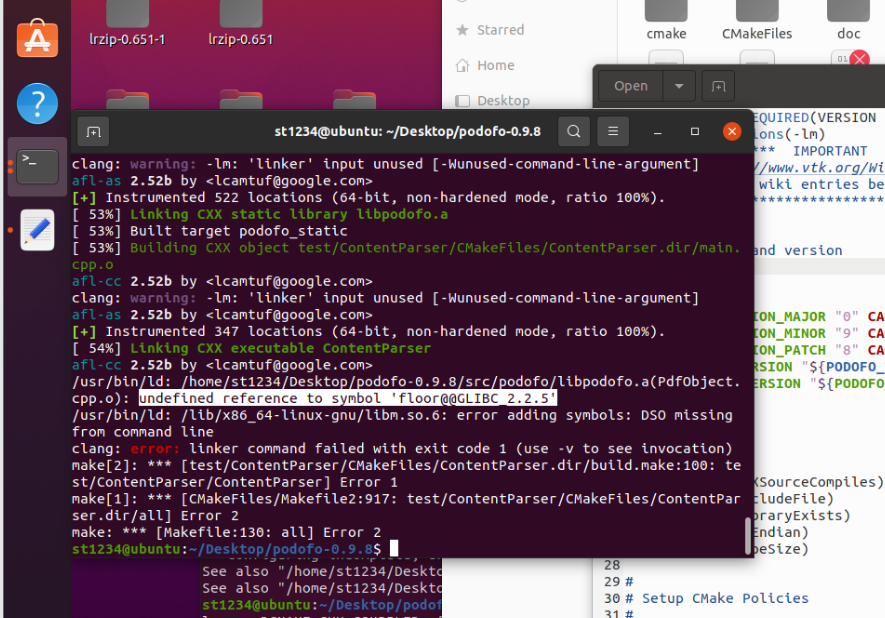 lrzip-0.651-1
lrzip-0.651
Starred
Home
Desktop
cmake
CMakeFiles
doc
Open
EQUIRED(VERSION
ions(-lm)
*** IMPORTANT
//www.vtk.org/Wi
wiki entries be
****************
and version
ION_MAJOR "0" CA
ION_MINOR "9" CA
ION_PATCH "8" CA
RSION "${PODOFO_
ERSION "${PODOFO
XSourceCompiles)
cludeFile)
braryExists)
Endian)
peSize)
28
29 #
30 # Setup CMake Policies
31 #
st1234@ubuntu: ~/Desktop/podofo-0.9.8
clang: warning: -lm: 'linker' input unused [-Wunused-command-line-argument]
afl-as 2.52b by <lcamtuf@google.com>
[+] Instrumented 522 locations (64-bit, non-hardened mode, ratio 100%).
[ 53%] Linking CXX static library libpodofo.a
[ 53%] Built target podofo_static
[ 53%] Building CXX object test/ContentParser/CMakeFiles/ContentParser.dir/main.
cpp.o
afl-cc 2.52b by <lcamtuf@google.com>
clang: warning: -lm: 'linker' input unused [-Wunused-command-line-argument]
afl-as 2.52b by <lcamtuf@google.com>
[+] Instrumented 347 locations (64-bit, non-hardened mode, ratio 100%).
[ 54%] Linking CXX executable ContentParser
afl-cc 2.52b by <lcamtuf@google.com>
/usr/bin/ld: /home/st1234/Desktop/podofo-0.9.8/src/podofo/libpodofo.a(PdfObject.
cpp.o): undefined reference to symbol 'floor@@GLIBC_2.2.5'
/usr/bin/ld: /lib/x86_64-linux-gnu/libm.so.6: error adding symbols: DSO missing
from command line
clang: error: linker command failed with exit code 1 (use -v to see invocation)
make[2]: *** [test/ContentParser/CMakeFiles/ContentParser.dir/build.make:100: te
st/ContentParser/ContentParser] Error 1
make[1]: *** [CMakeFiles/Makefile2:917: test/ContentParser/CMakeFiles/ContentPar
ser.dir/all] Error 2
make: *** [Makefile:130: all] Error 2
st1234@ubuntu:~/Desktop/podofo-0.9.8$
See also "/home/st1234/Deskto
See also "/home/st1234/Deskto
st1234@ubuntu:~/Desktop/podof